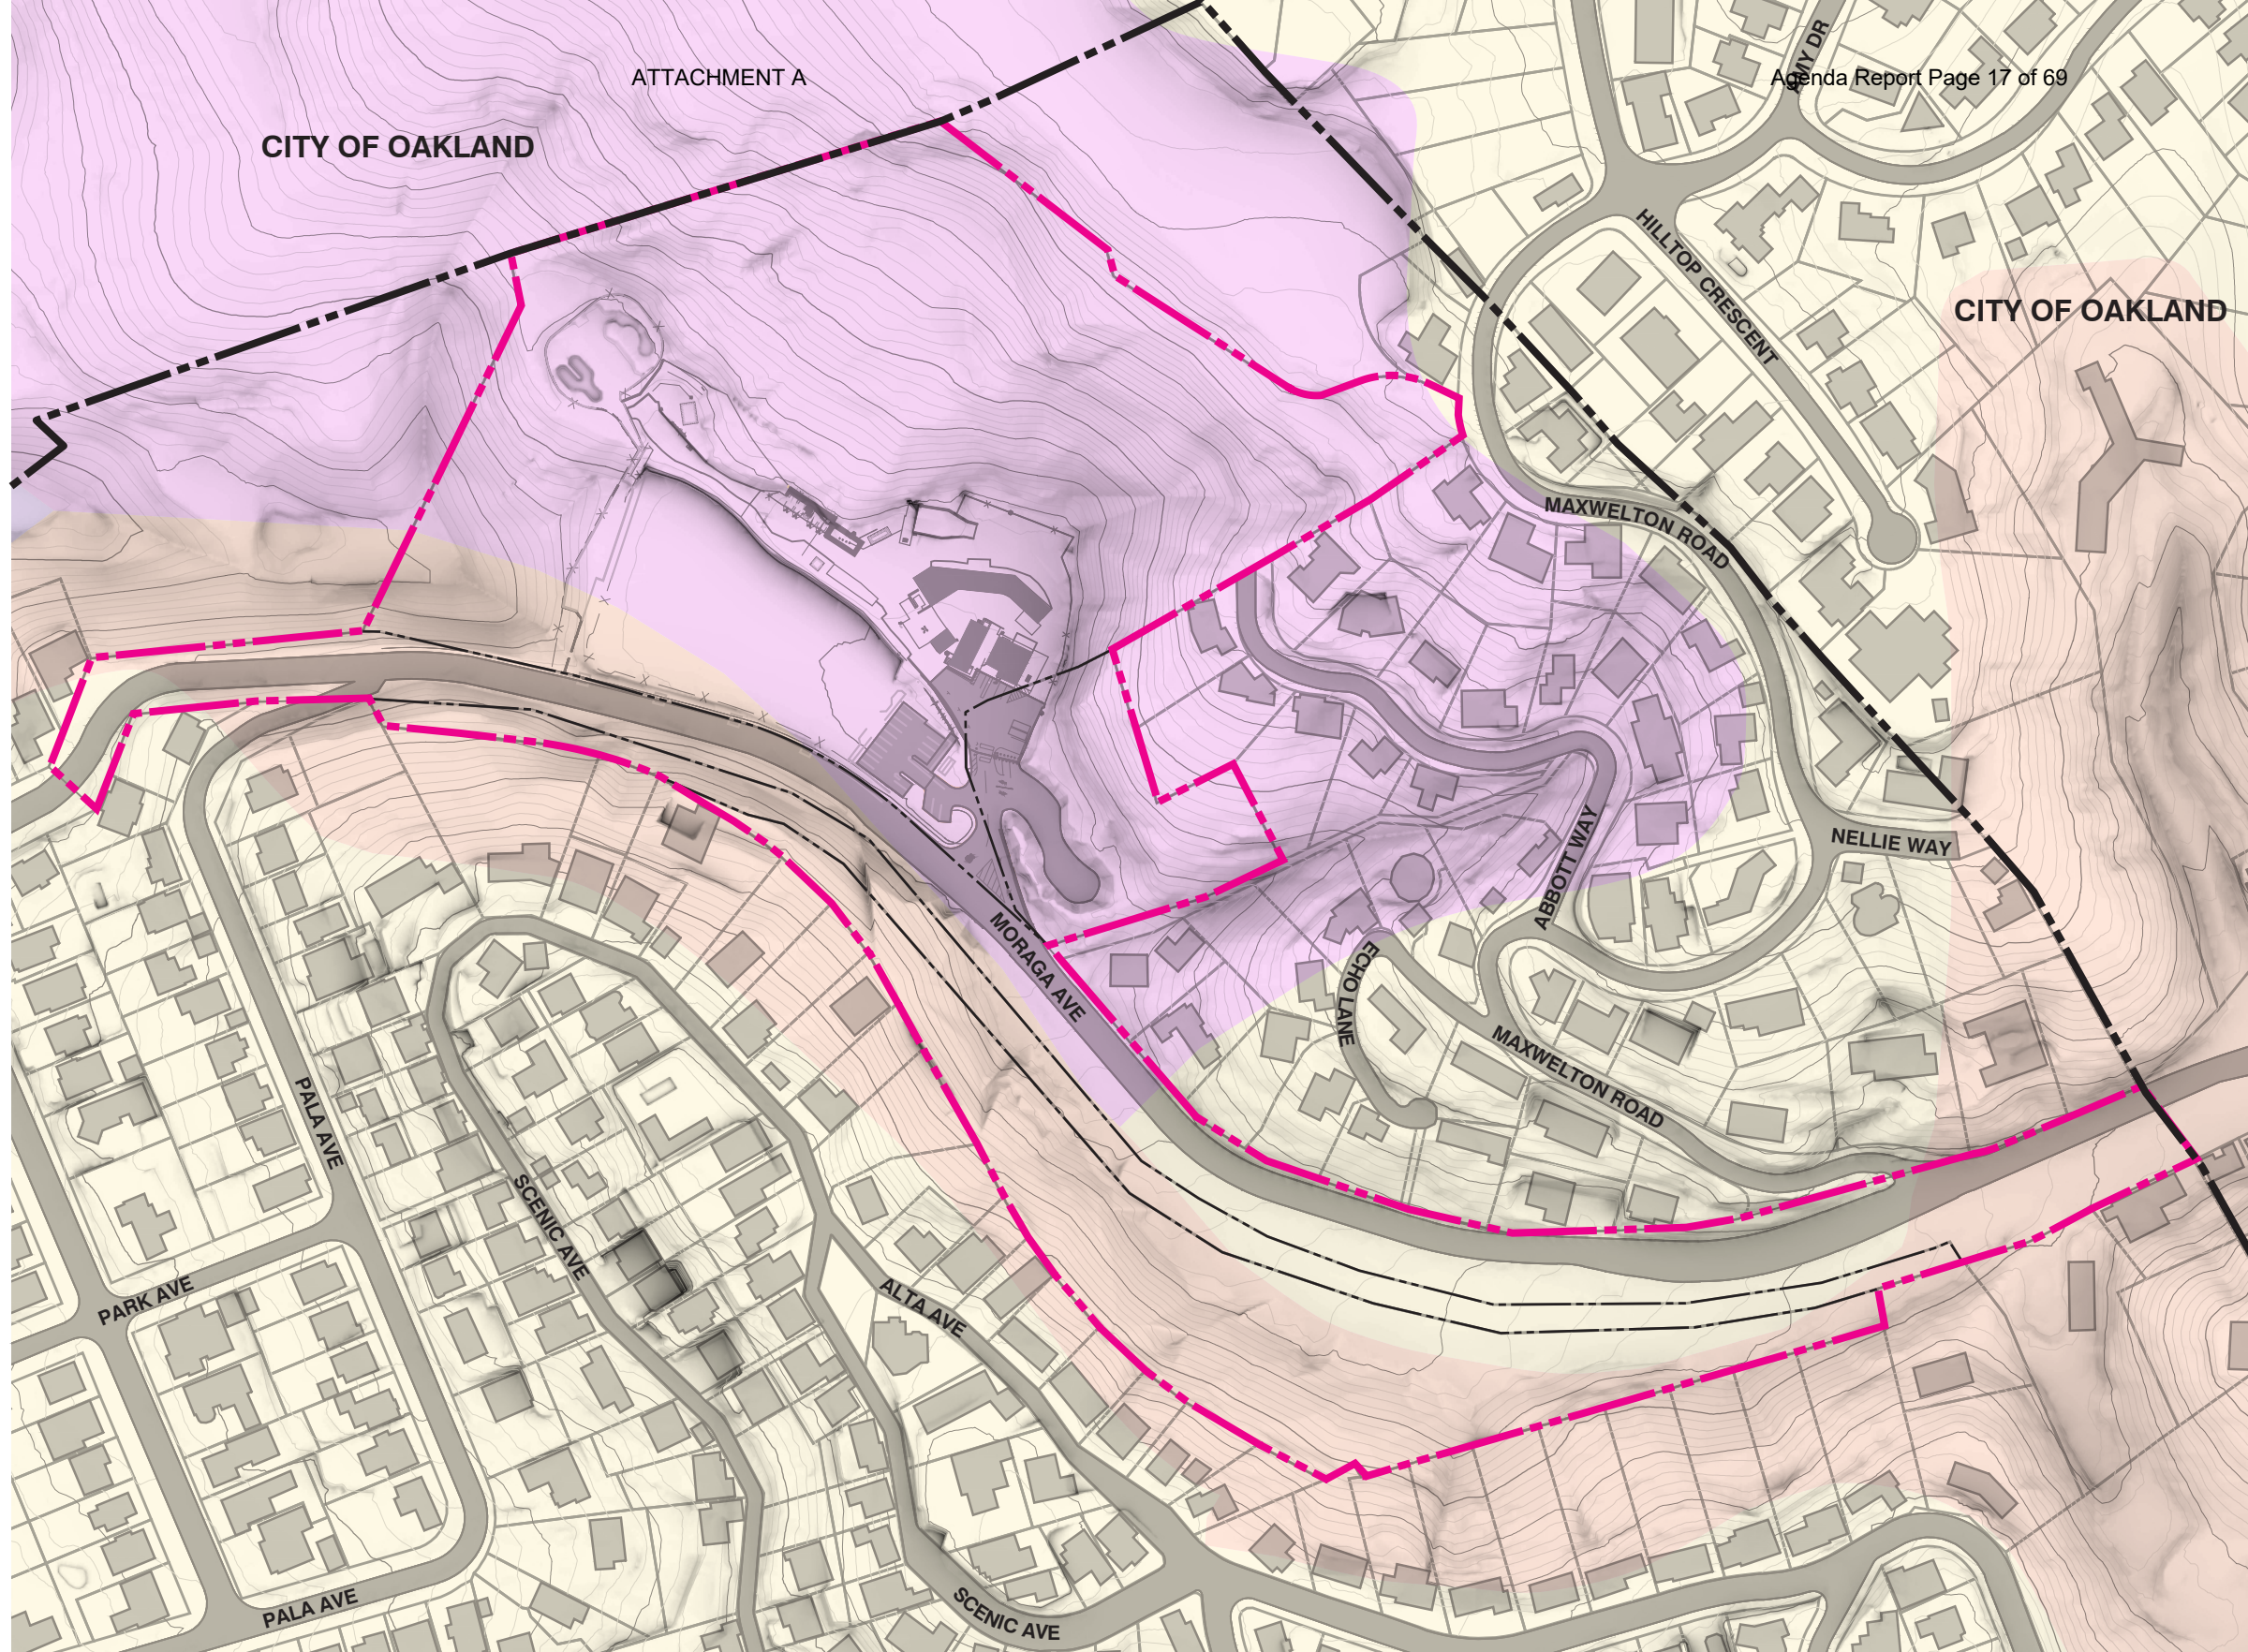 ATTACHMENT A
Agenda Report Page 17 of 69
CITY OF OAKLAND
HILLTOP CRESCENT
CITY OF OAKLAND
MAXWELTON ROAD
NELLIE WAY
ABBOTT WAY
MORAGA AVE
ECHO LANE
MAXWELTON ROAD
PALA AVE
SCENIC AVE
PARK AVE
ALTA AVE
PALA AVE
SCENIC AVE